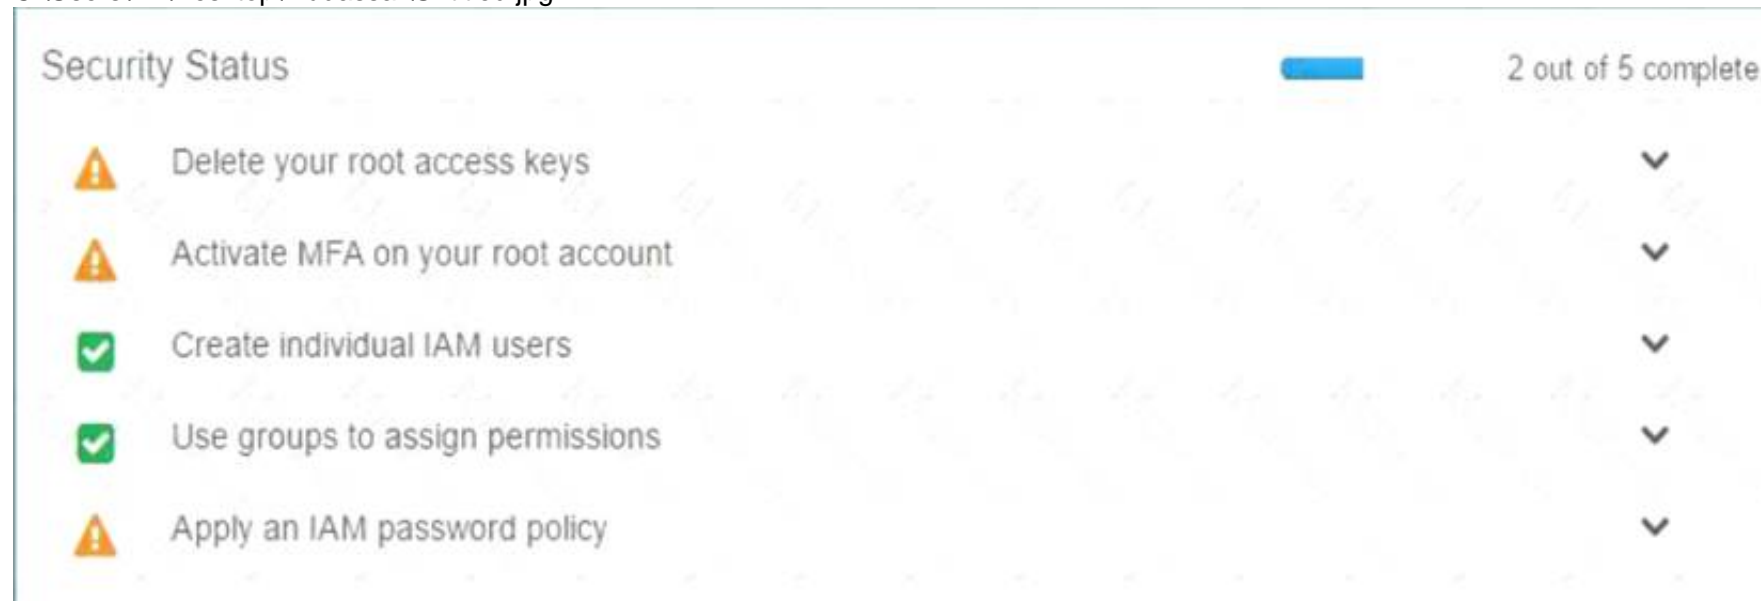 Security Status
2 out of 5 complete
Delete your root access keys
Activate MFA on your root account
Create individual IAM users
Use groups to assign permissions
Apply an IAM password policy